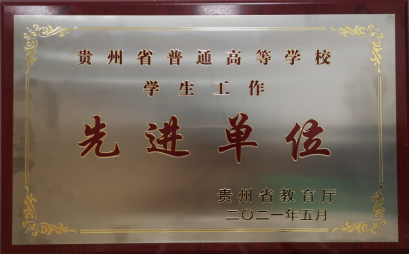 贵州省普通高等学校
学生工作
先进单位
贵州省教育厅
二〇二一年五月